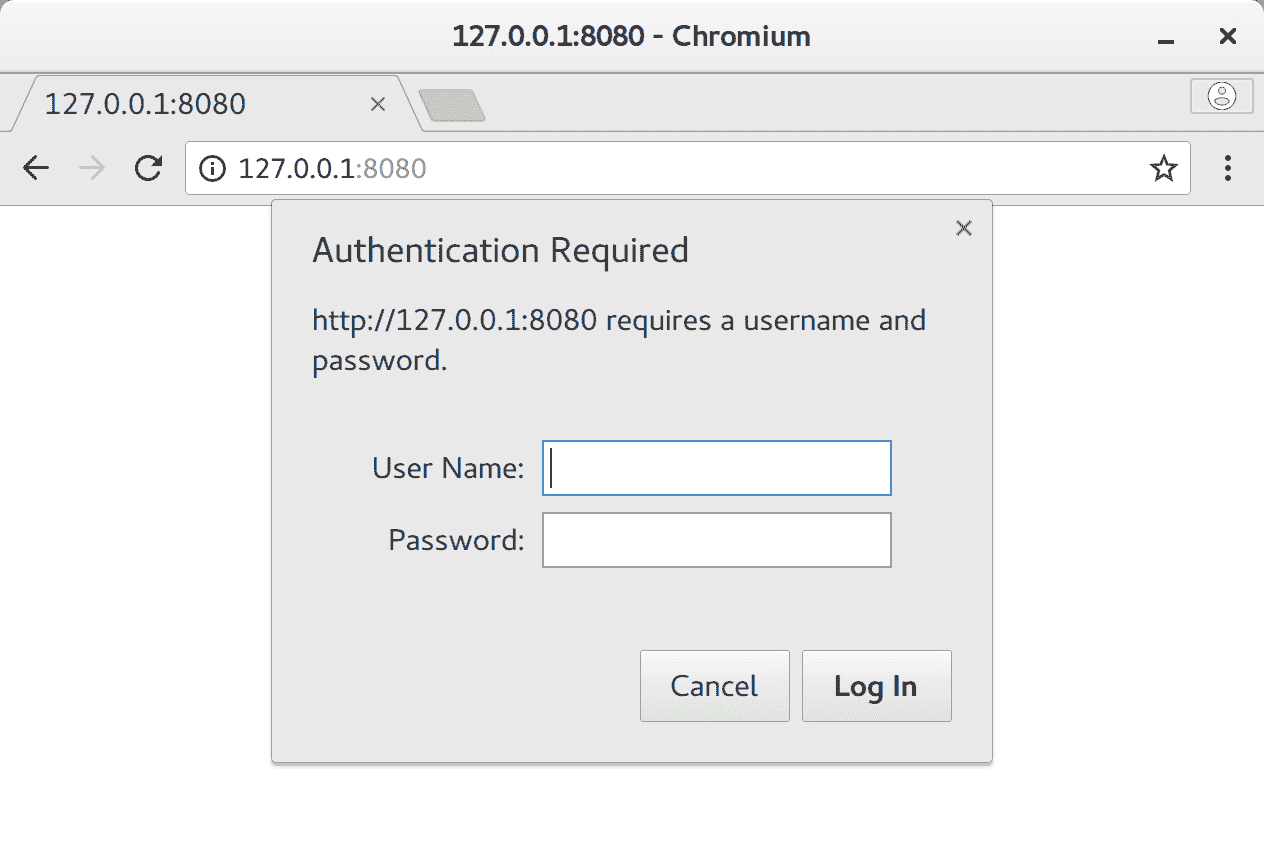 127.0.0.1:8080 - Chromium
127.0.0.1:8080
127.0.0.1:8080
Authentication Required
http://127.0.0.1:8080 requires a username and
password.
User Name:
Password:
Cancel Log In